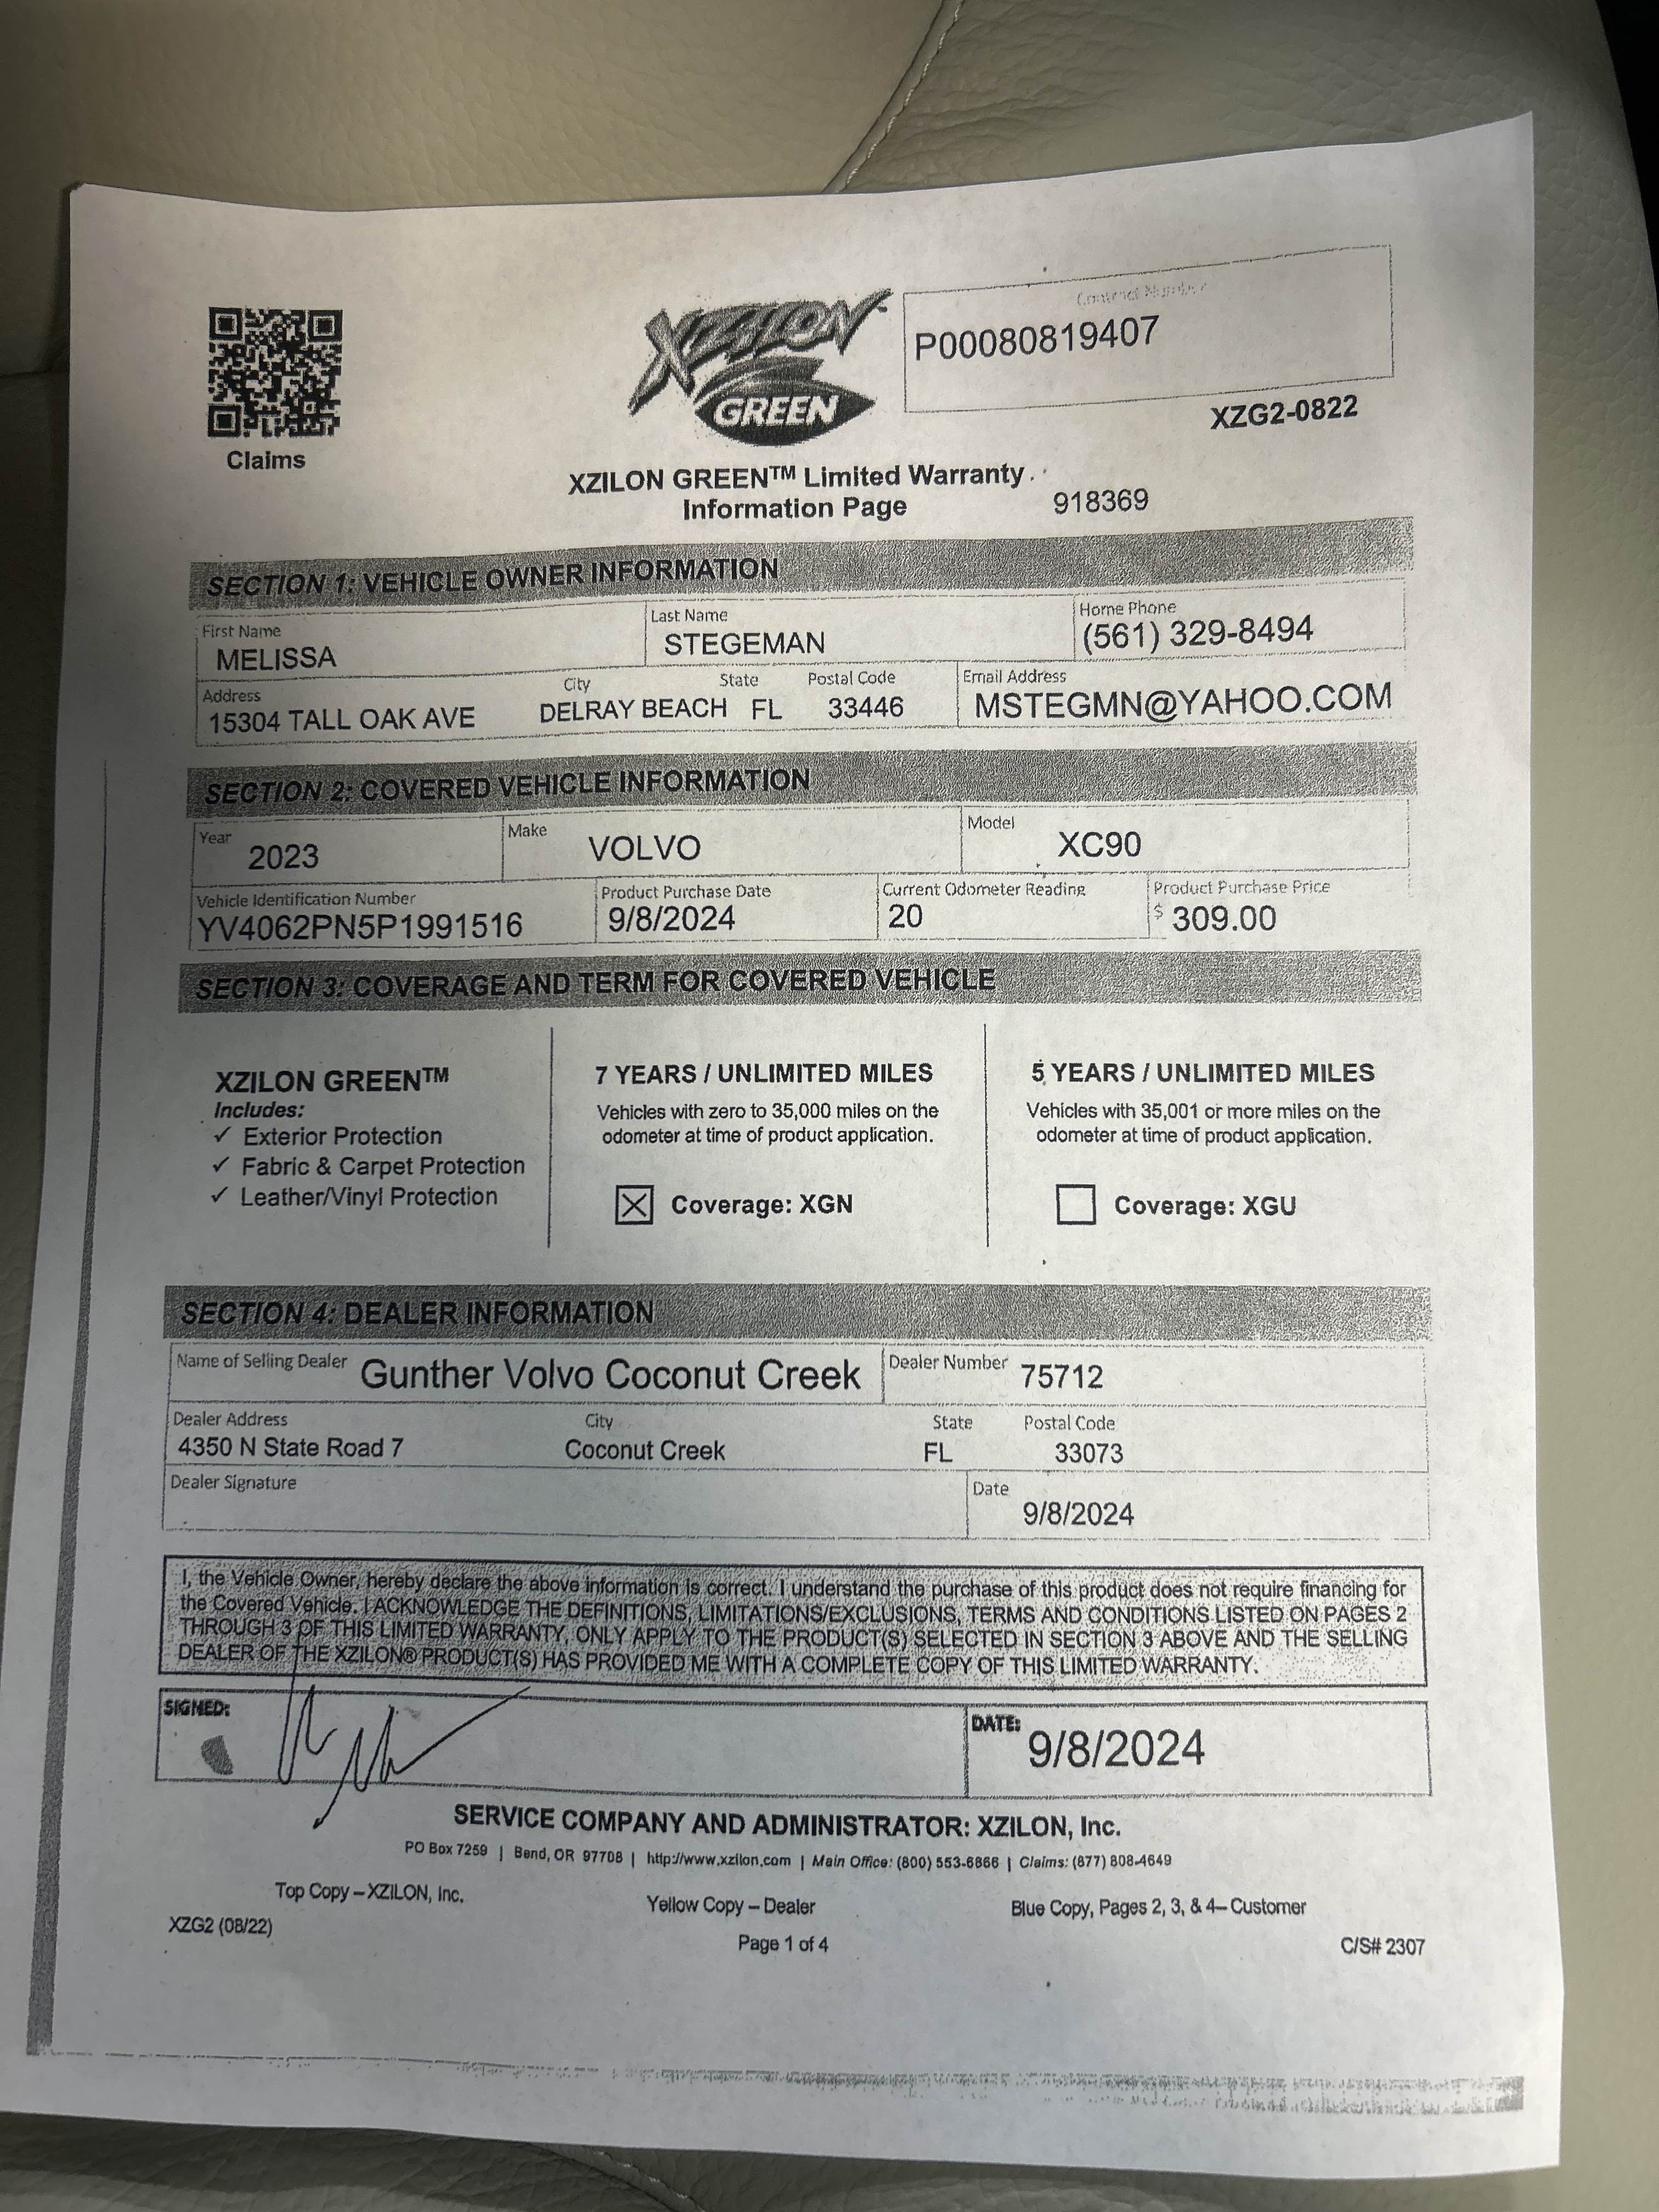 Contract Number
P00080819407
XZILON
GREEN
Claims
XZG2-0822
XZILON GREEN™ Limited Warranty
Information Page
918369
SECTION 1: VEHICLE OWNER INFORMATION
First Name
MELISSA
Last Name
STEGEMAN
Home Phone
(561) 329-8494
Address
15304 TALL OAK AVE
City
DELRAY BEACH
State
FL
Postal Code
33446
Email Address
MSTEGMN@YAHOO.COM
SECTION 2: COVERED VEHICLE INFORMATION
Year
2023
Make
VOLVO
Model
XC90
Vehicle Identification Number
YV4062PN5P1991516
Product Purchase Date
9/8/2024
Current Odometer Reading
20
Product Purchase Price
$ 309.00
SECTION 3: COVERAGE AND TERM FOR COVERED VEHICLE
XZILON GREEN™
Includes:
✓ Exterior Protection
✓ Fabric & Carpet Protection
✓ Leather/Vinyl Protection
7 YEARS / UNLIMITED MILES
Vehicles with zero to 35,000 miles on the
odometer at time of product application.
☒ Coverage: XGN
5 YEARS / UNLIMITED MILES
Vehicles with 35,001 or more miles on the
odometer at time of product application.
☐ Coverage: XGU
SECTION 4: DEALER INFORMATION
Name of Selling Dealer Gunther Volvo Coconut Creek
Dealer Number 75712
Dealer Address
4350 N State Road 7
City
Coconut Creek
State
FL
Postal Code
33073
Dealer Signature
Date
9/8/2024
I, the Vehicle Owner, hereby declare the above information is correct. I understand the purchase of this product does not require financing for
the Covered Vehicle. I ACKNOWLEDGE THE DEFINITIONS, LIMITATIONS/EXCLUSIONS, TERMS AND CONDITIONS LISTED ON PAGES 2
THROUGH 3 OF THIS LIMITED WARRANTY, ONLY APPLY TO THE PRODUCT(S) SELECTED IN SECTION 3 ABOVE AND THE SELLING
DEALER OF THE XZILON® PRODUCT(S) HAS PROVIDED ME WITH A COMPLETE COPY OF THIS LIMITED WARRANTY.
SIGNED:
DATE:
9/8/2024
SERVICE COMPANY AND ADMINISTRATOR: XZILON, Inc.
PO Box 7259 | Bend, OR 97708 | http://www.xzilon.com | Main Office: (800) 553-6866 | Claims: (877) 808-4649
Top Copy – XZILON, Inc.
Yellow Copy – Dealer
Blue Copy, Pages 2, 3, & 4– Customer
XZG2 (08/22)
Page 1 of 4
C/S# 2307